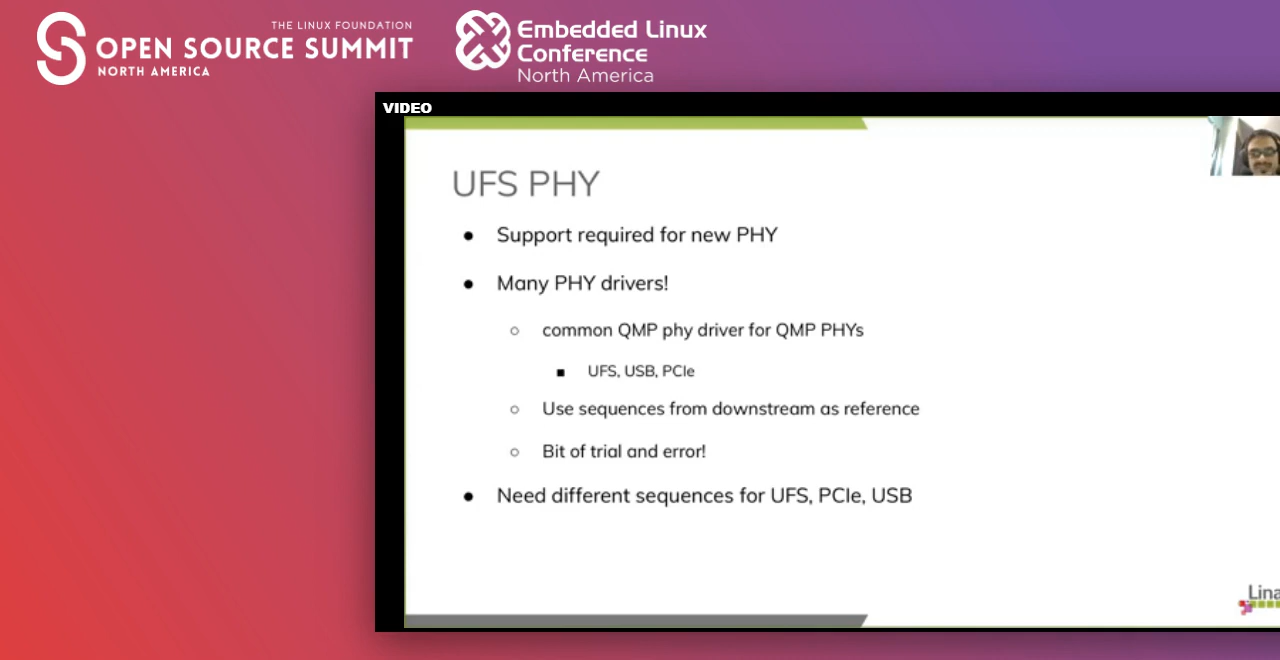 THE LINUX FOUNDATION
OPEN SOURCE SUMMIT
NORTH AMERICA
Embedded Linux
Conference
North America
VIDEO
UFS PHY
● Support required for new PHY
● Many PHY drivers!
○ common QMP phy driver for QMP PHYs
■ UFS, USB, PCIe
○ Use sequences from downstream as reference
○ Bit of trial and error!
● Need different sequences for UFS, PCIe, USB
Lina